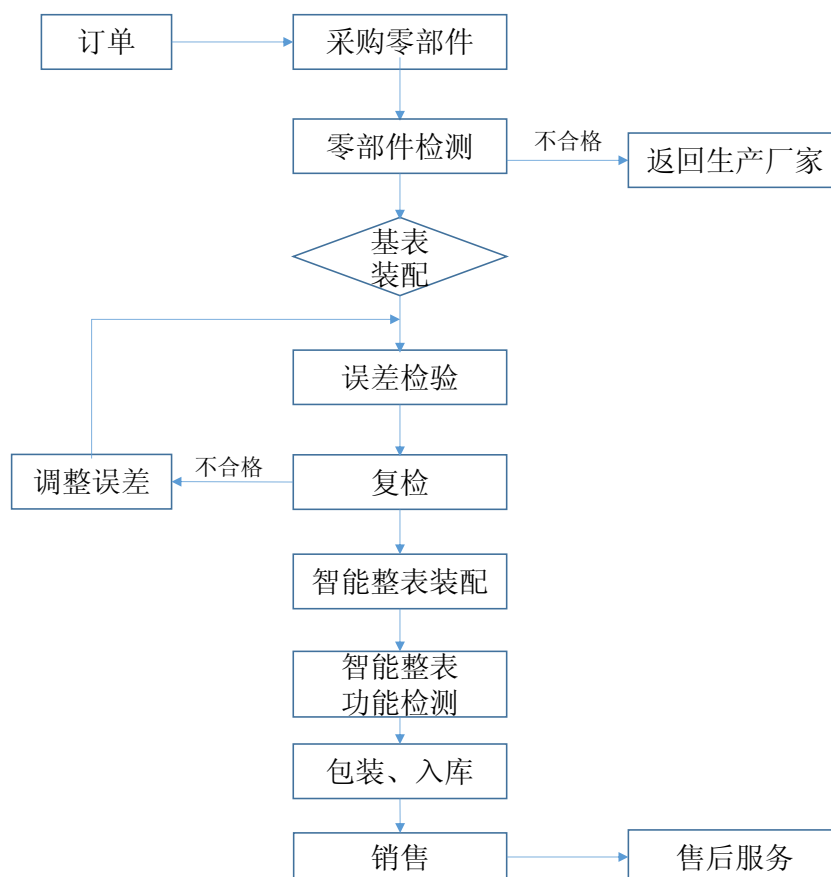 订单
采购零部件
零部件检测
不合格
返回生产厂家
基表
装配
误差检验
调整误差
不合格
复检
智能整表装配
智能整表
功能检测
包装、入库
销售
售后服务